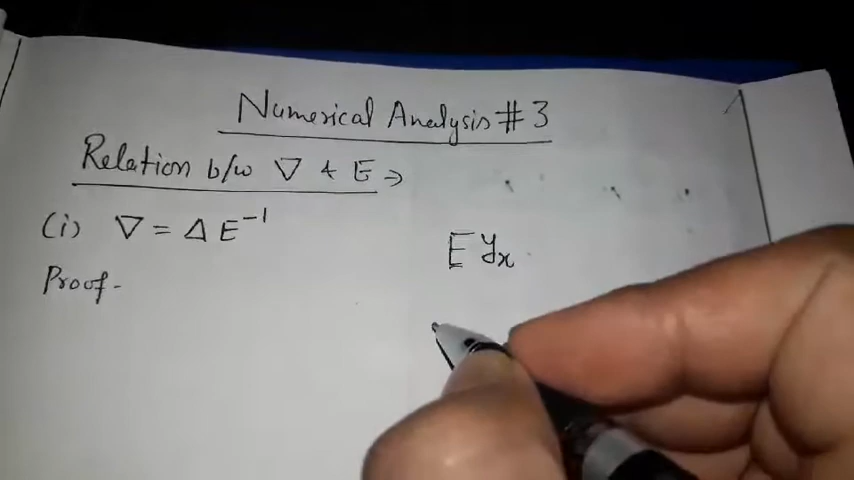 Numerical Analysis #3
Relation b/w ∇ & E →
(i) ∇ = Δ E⁻¹
E yₓ
Proof-